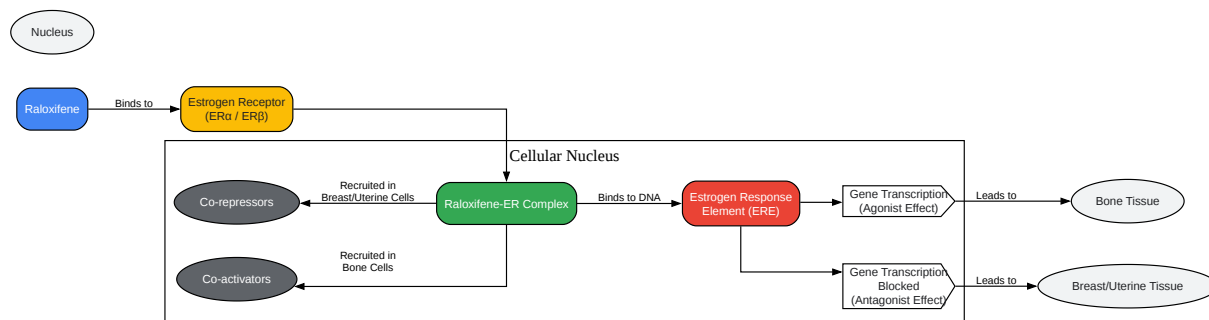 Nucleus
Raloxifene
Binds to
Estrogen Receptor
(ERα / ERβ)
Cellular Nucleus
Co-repressors
Recruited in
Breast/Uterine Cells
Raloxifene-ER Complex
Binds to DNA
Estrogen Response
Element (ERE)
Gene Transcription
(Agonist Effect)
Leads to
Bone Tissue
Co-activators
Recruited in
Bone Cells
Gene Transcription
Blocked
(Antagonist Effect)
Leads to
Breast/Uterine Tissue